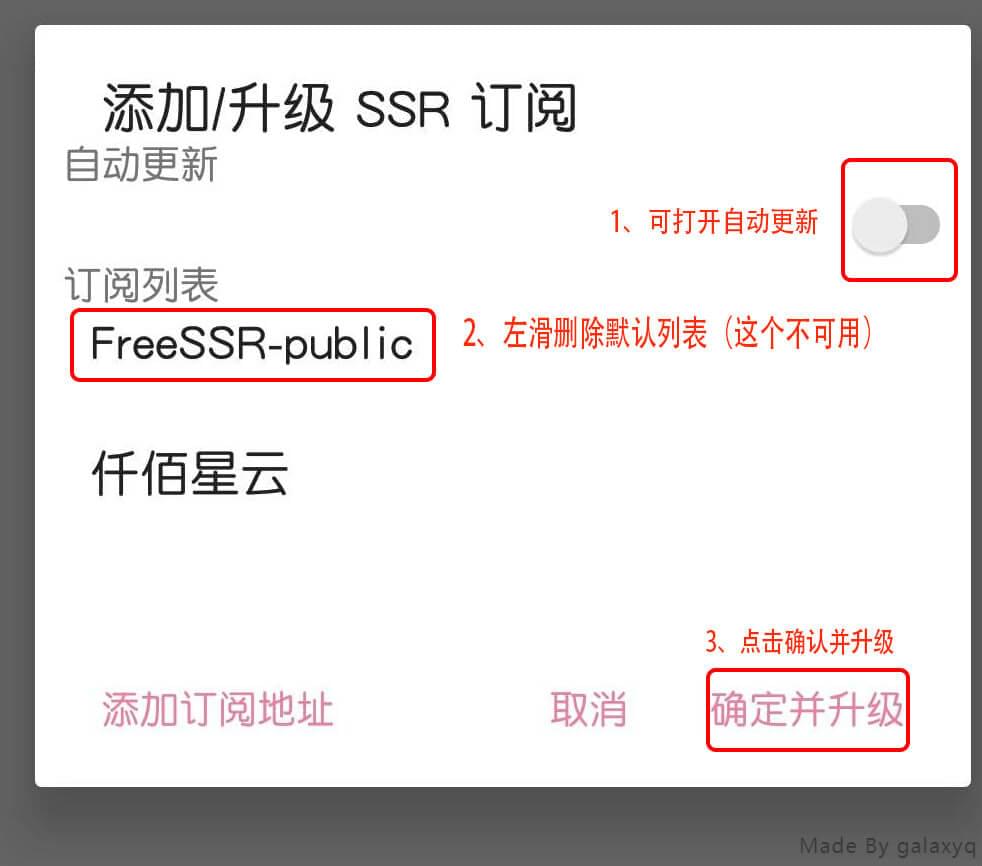 添加/升级 SSR 订阅
自动更新
1、可打开自动更新
订阅列表
FreeSSR-public
2、左滑删除默认列表（这个不可用）
仟佰星云
3、点击确认并升级
添加订阅地址
取消
确定并升级
Made By galaxyq